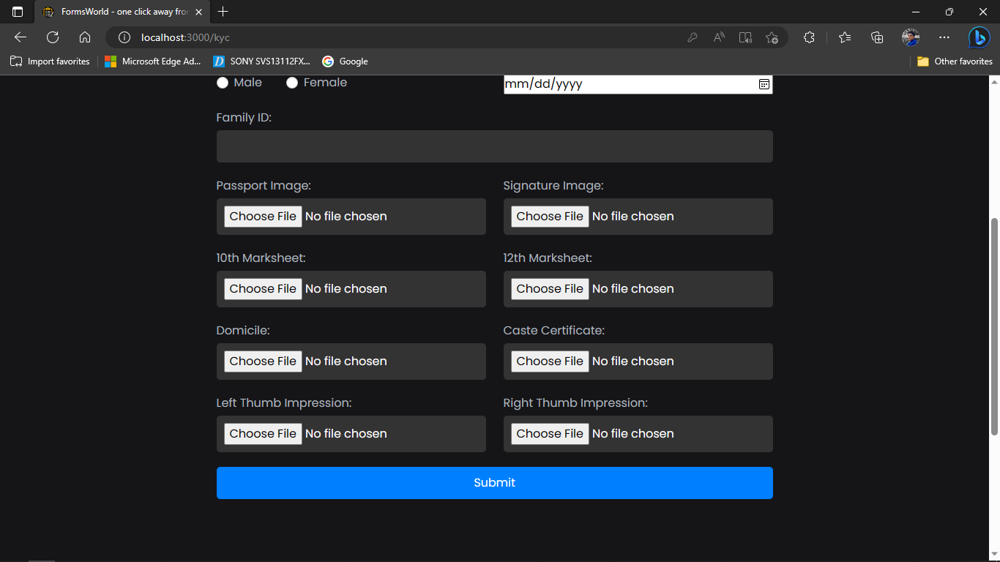 FormsWorld - one click away fro
localhost:3000/kyc
Import favorites
Microsoft Edge Ad...
SONY SVS13112FX...
Google
Other favorites
Male Female mm/dd/yyyy
Family ID:
Passport Image: Signature Image:
Choose File No file chosen Choose File No file chosen
10th Marksheet: 12th Marksheet:
Choose File No file chosen Choose File No file chosen
Domicile: Caste Certificate:
Choose File No file chosen Choose File No file chosen
Left Thumb Impression: Right Thumb Impression:
Choose File No file chosen Choose File No file chosen
Submit